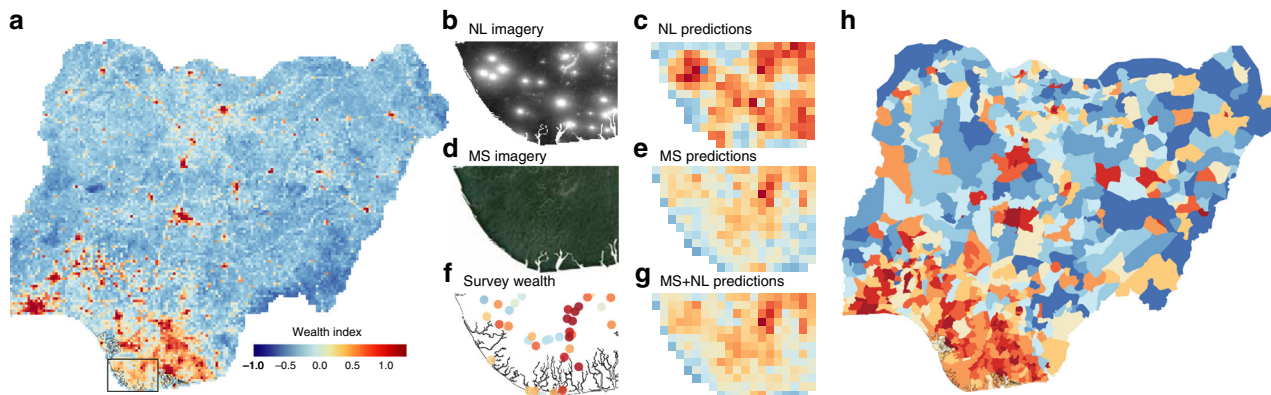 a
b NL imagery
c NL predictions
h
d MS imagery
e MS predictions
f Survey wealth
g MS+NL predictions
Wealth index
−1.0 −0.5 0.0 0.5 1.0